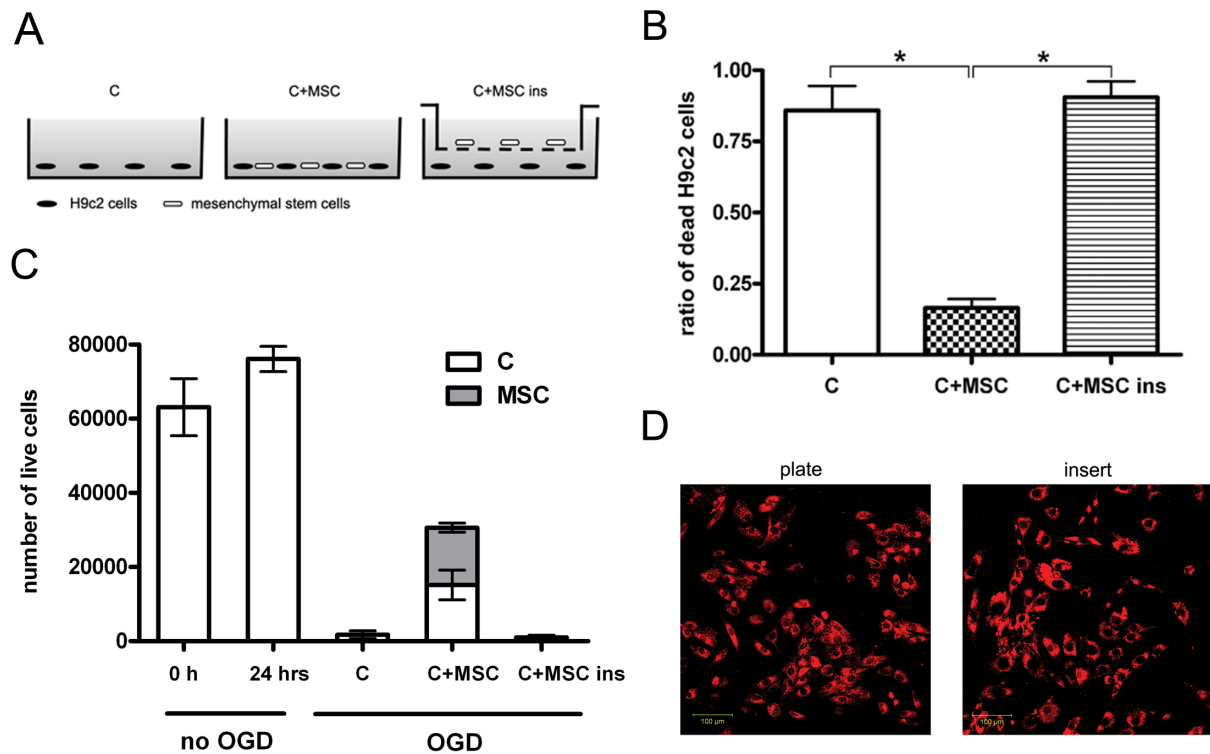 A
C
C+MSC
C+MSC ins
H9c2 cells
mesenchymal stem cells
B
ratio of dead H9c2 cells
1.00
0.75
0.50
0.25
0.00
*
*
C
C+MSC
C+MSC ins
C
number of live cells
80000
60000
40000
20000
0
C
MSC
0 h
24 hrs
C
C+MSC
C+MSC ins
no OGD
OGD
D
plate
insert
100 µm
100 µm